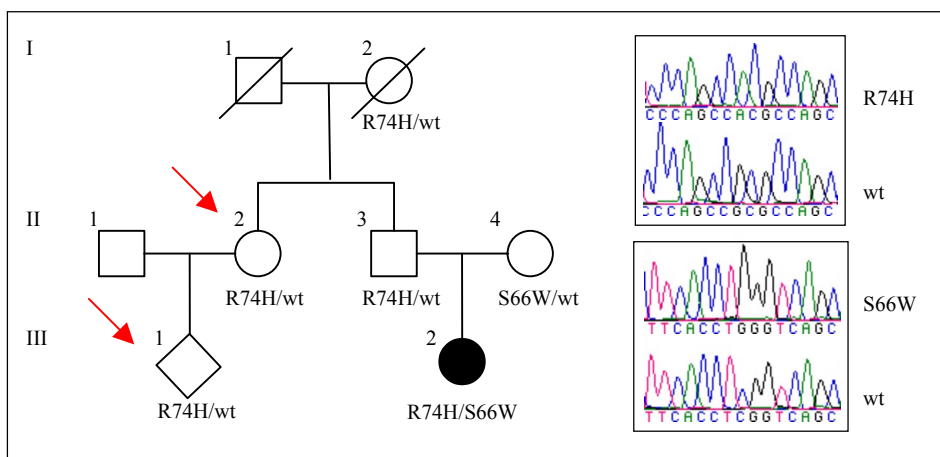 I
1
2
R74H/wt
II
1
2
3
4
R74H/wt
R74H/wt
S66W/wt
III
1
2
R74H/wt
R74H/S66W
R74H
CCCAGCCACGCCAGC
wt
CCCAGCCGCGCCAGC
S66W
TTCACCTGGGTCAGC
wt
TTCACCTCGGTCAGC